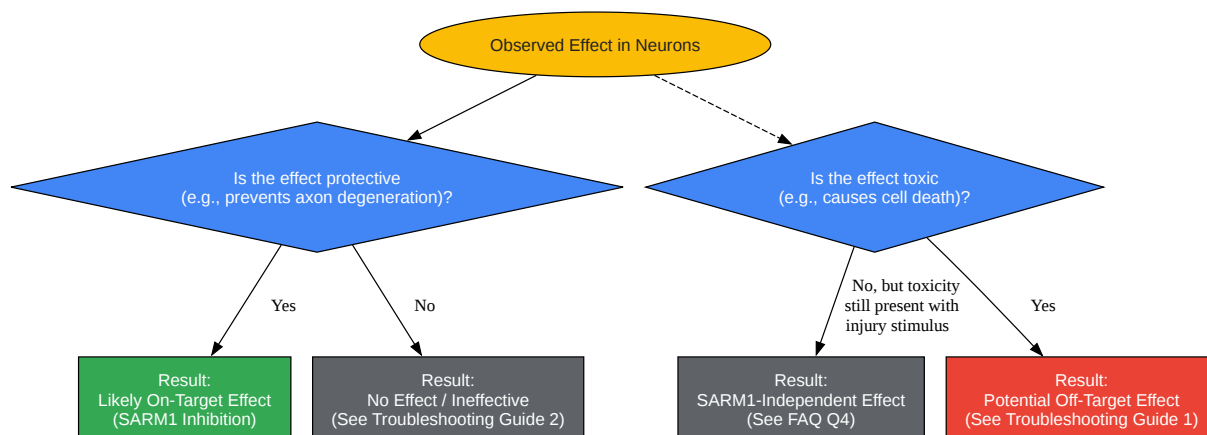 Observed Effect in Neurons
Is the effect protective
(e.g., prevents axon degeneration)?
Is the effect toxic
(e.g., causes cell death)?
Yes
No
No, but toxicity
still present with
injury stimulus
Yes
Result:
Likely On-Target Effect
(SARM1 Inhibition)
Result:
No Effect / Ineffective
(See Troubleshooting Guide 2)
Result:
SARM1-Independent Effect
(See FAQ Q4)
Result:
Potential Off-Target Effect
(See Troubleshooting Guide 1)